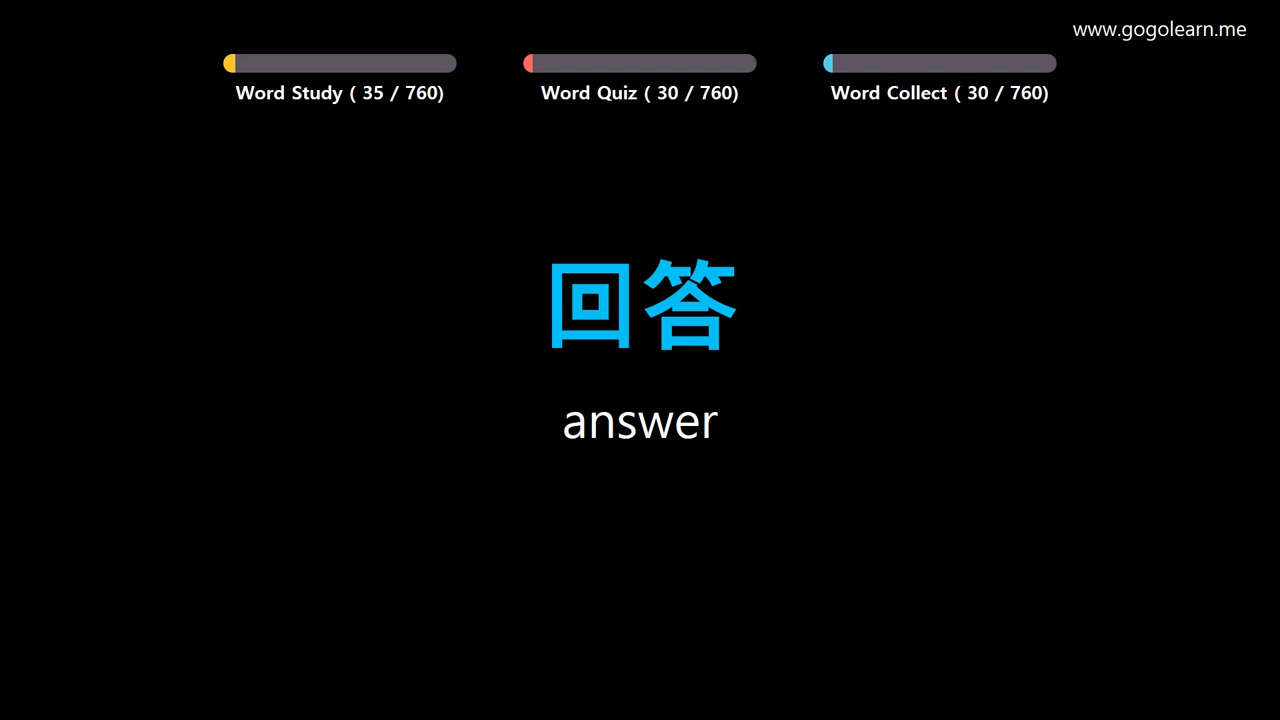 www.gogolearn.me
Word Study ( 35 / 760)
Word Quiz ( 30 / 760)
Word Collect ( 30 / 760)
回答
answer